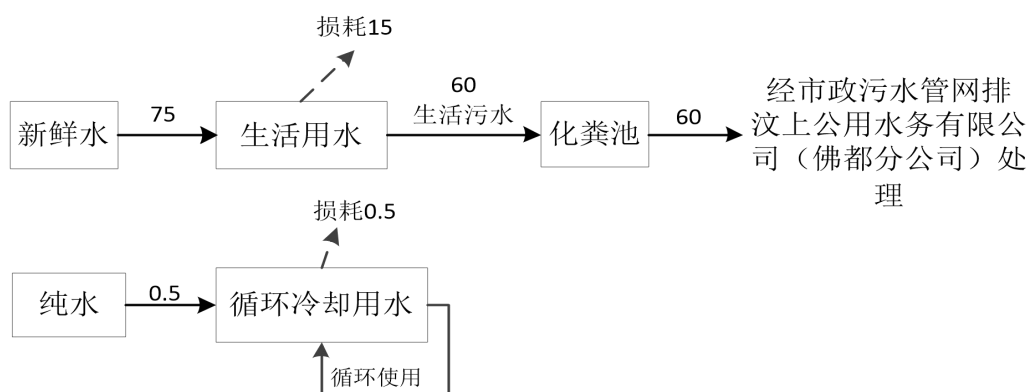 损耗15
新鲜水
75
生活用水
60
生活污水
化粪池
60
经市政污水管网排
汶上公用水务有限公
司（佛都分公司）处
理
损耗0.5
纯水
0.5
循环冷却用水
循环使用